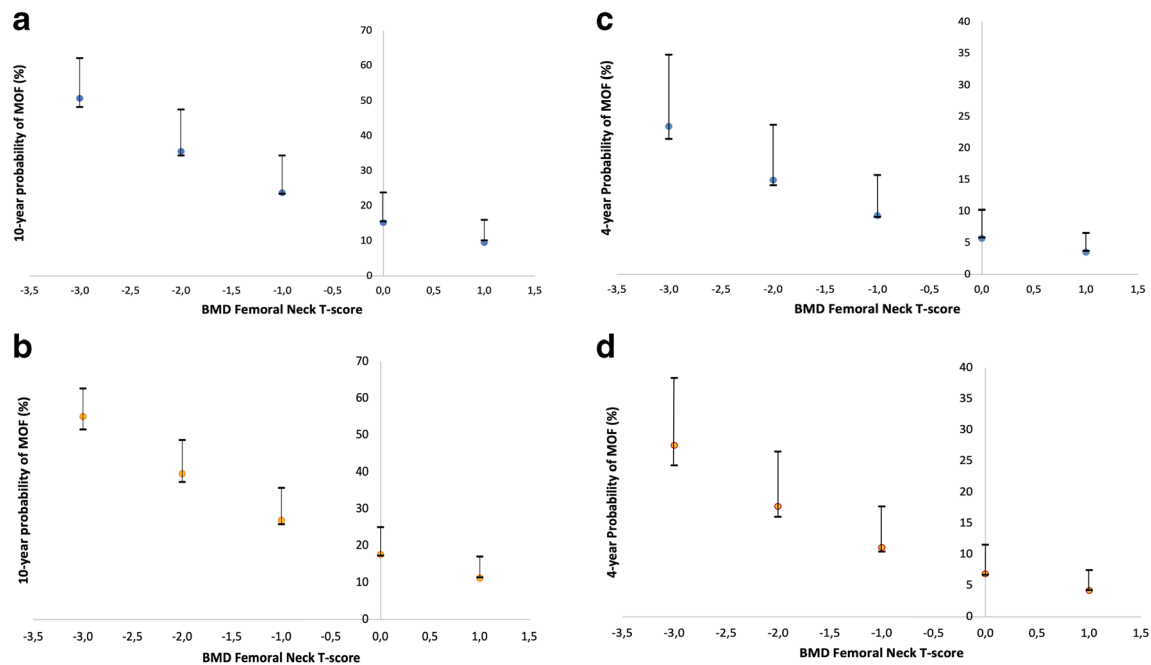 a
10-year probability of MOF (%)
70
60
50
40
30
20
10
0
-3,5 -3,0 -2,5 -2,0 -1,5 -1,0 -0,5 0,0 0,5 1,0 1,5
BMD Femoral Neck T-score
c
4-year Probability of MOF (%)
40
35
30
25
20
15
10
5
0
-3,5 -3,0 -2,5 -2,0 -1,5 -1,0 -0,5 0,0 0,5 1,0 1,5
BMD Femoral Neck T-score
b
10-year probability of MOF (%)
70
60
50
40
30
20
10
0
-3,5 -3,0 -2,5 -2,0 -1,5 -1,0 -0,5 0,0 0,5 1,0 1,5
BMD Femoral Neck T-score
d
4-year Probability of MOF (%)
40
35
30
25
20
15
10
5
0
-3,5 -3,0 -2,5 -2,0 -1,5 -1,0 -0,5 0,0 0,5 1,0 1,5
BMD Femoral Neck T-score